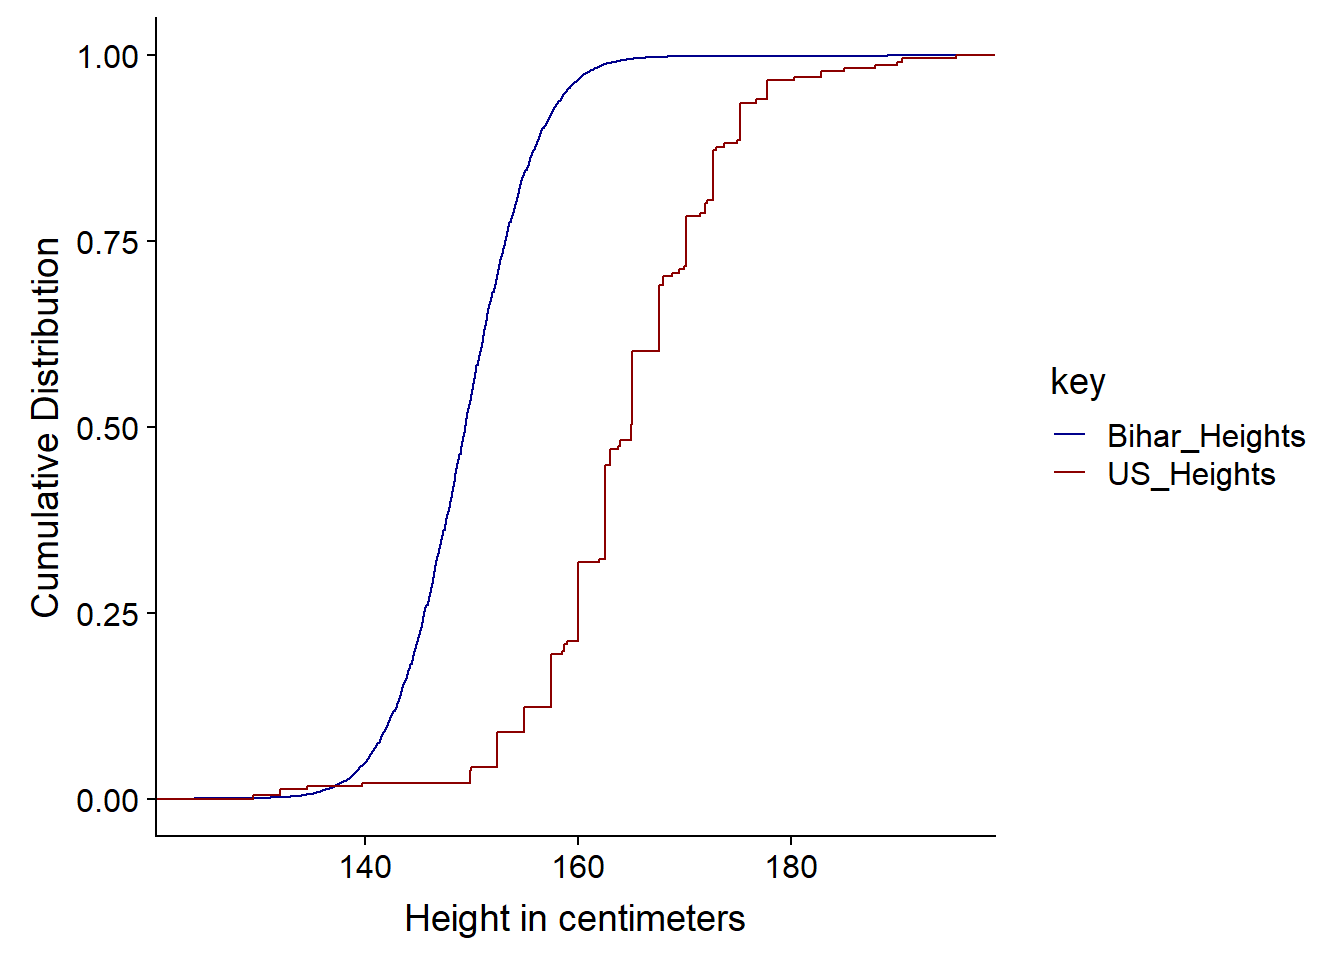 1.00
0.75
0.50
0.25
0.00
Cumulative Distribution
140 160 180
Height in centimeters
key
Bihar_Heights
US_Heights